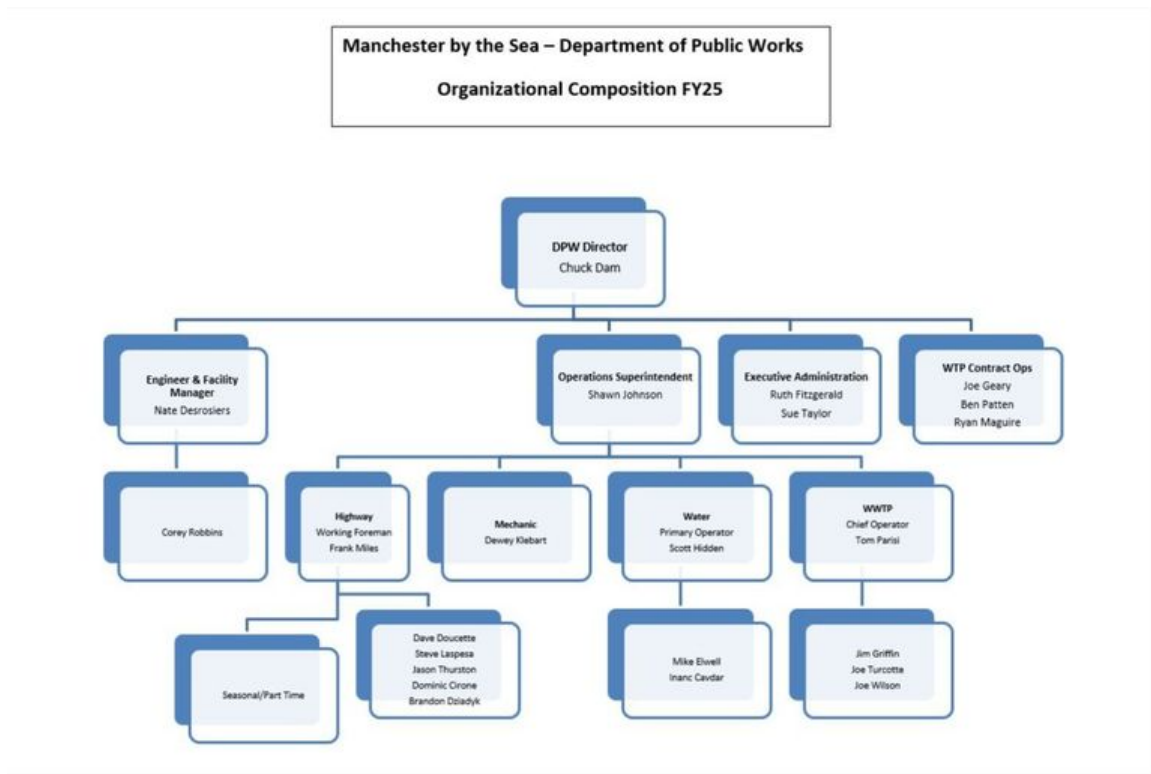 Manchester by the Sea – Department of Public Works
Organizational Composition FY25
DPW Director
Chuck Dam
Engineer & Facility
Manager
Nate Desrosiers
Operations Superintendent
Shawn Johnson
Executive Administration
Ruth Fitzgerald
Sue Taylor
WTP Contract Ops
Joe Geary
Ben Patten
Ryan Maguire
Corey Robbins
Highway
Working Foreman
Frank Miles
Mechanic
Dewey Klebart
Water
Primary Operator
Scott Hidden
WWTP
Chief Operator
Tom Parisi
Seasonal/Part Time
Dave Doucette
Steve Laspesa
Jason Thurston
Dominic Cirone
Brandon Dziadyk
Mike Elwell
Inanc Cavdar
Jim Griffin
Joe Turcotte
Joe Wilson